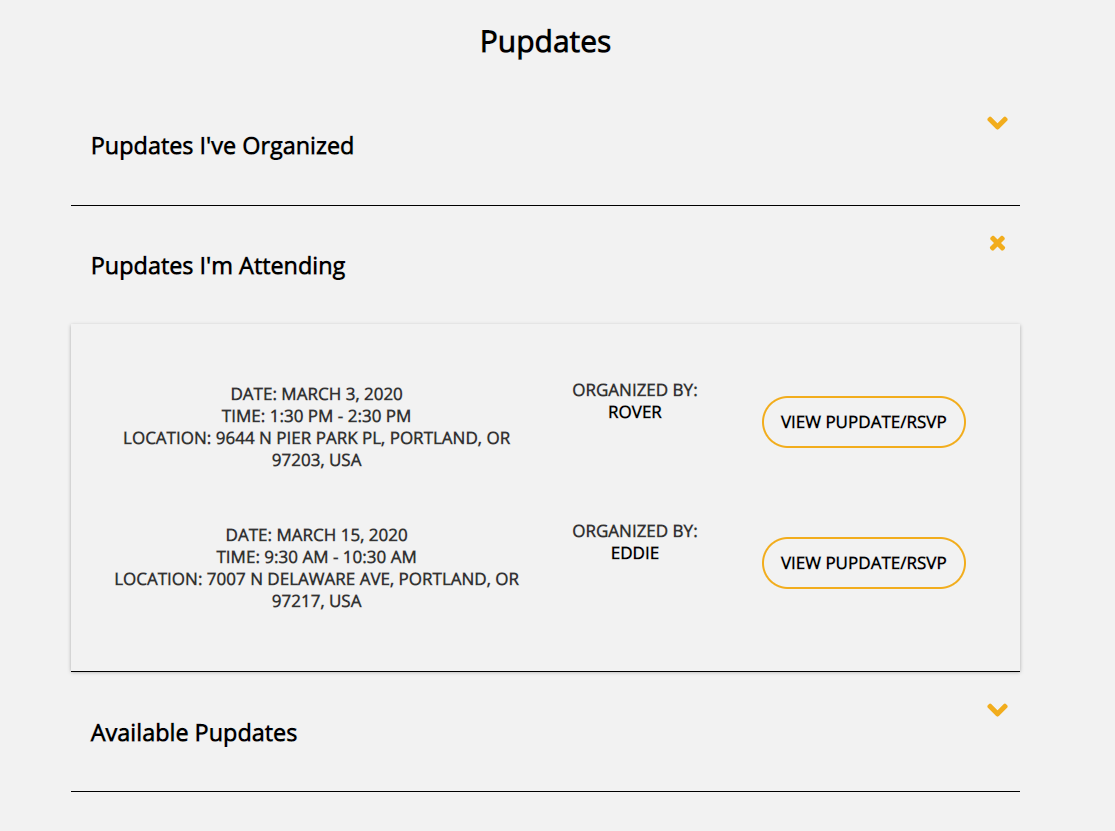 Pupdates
Pupdates I've Organized
Pupdates I'm Attending
DATE: MARCH 3, 2020
TIME: 1:30 PM - 2:30 PM
LOCATION: 9644 N PIER PARK PL, PORTLAND, OR
97203, USA
ORGANIZED BY:
ROVER
VIEW PUPDATE/RSVP
DATE: MARCH 15, 2020
TIME: 9:30 AM - 10:30 AM
LOCATION: 7007 N DELAWARE AVE, PORTLAND, OR
97217, USA
ORGANIZED BY:
EDDIE
VIEW PUPDATE/RSVP
Available Pupdates